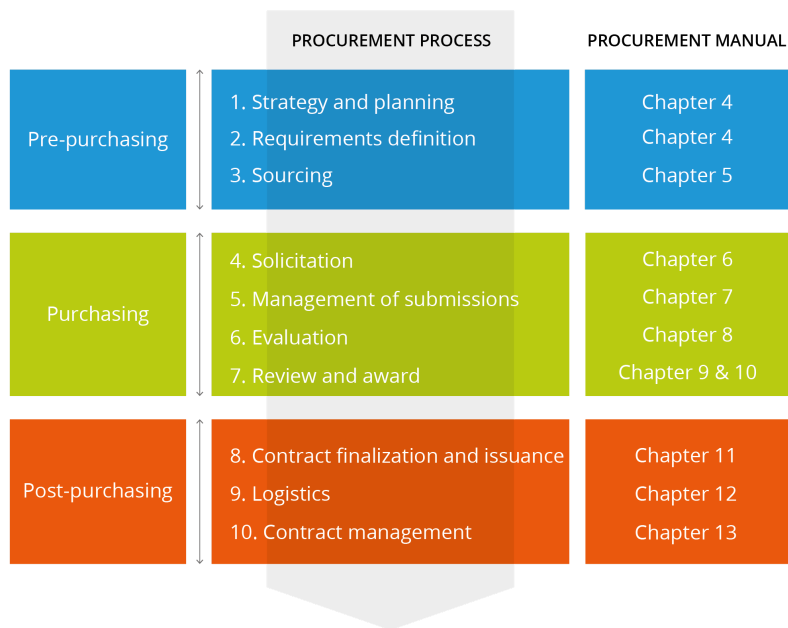 PROCUREMENT PROCESS
PROCUREMENT MANUAL
Pre-purchasing
1. Strategy and planning
Chapter 4
2. Requirements definition
Chapter 4
3. Sourcing
Chapter 5
Purchasing
4. Solicitation
Chapter 6
5. Management of submissions
Chapter 7
6. Evaluation
Chapter 8
7. Review and award
Chapter 9 & 10
Post-purchasing
8. Contract finalization and issuance
Chapter 11
9. Logistics
Chapter 12
10. Contract management
Chapter 13